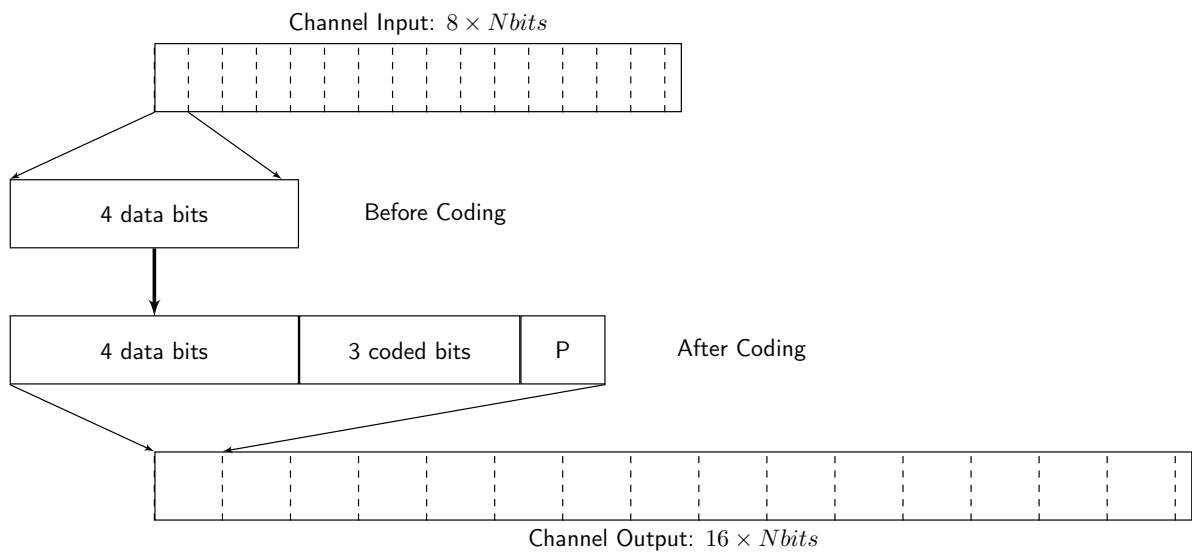 Channel Input: 8 × Nbits
4 data bits
Before Coding
4 data bits
3 coded bits
P
After Coding
Channel Output: 16 × Nbits